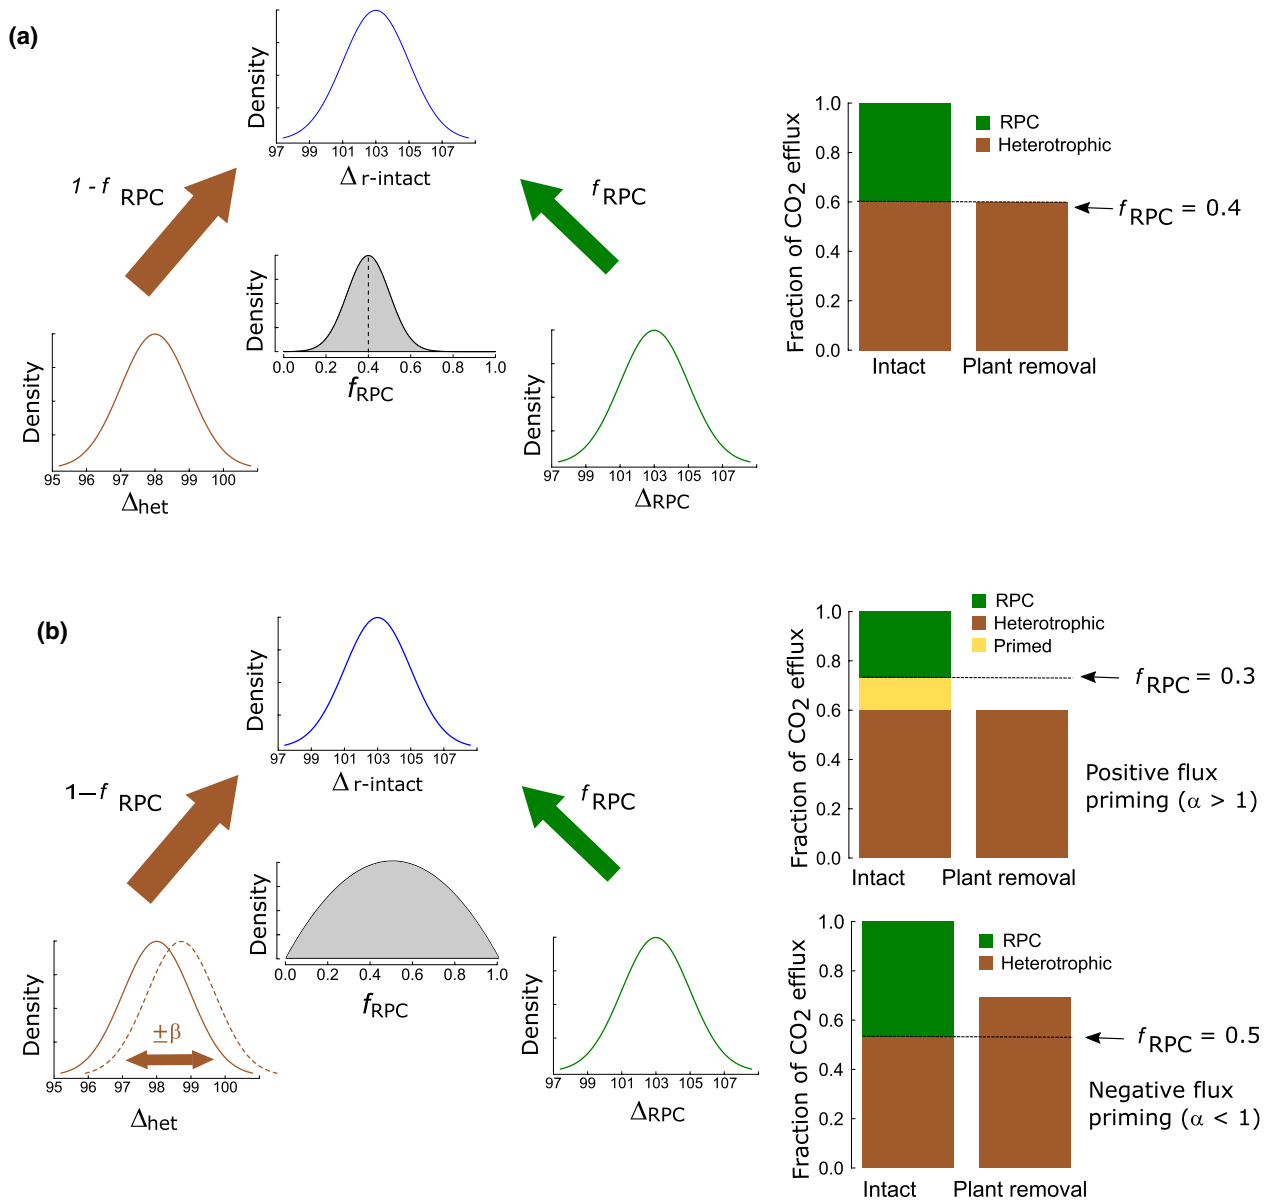 (a)
Density
97 99 101 103 105 107
Δ r-intact
1 - f RPC
f RPC
Density
0.0 0.2 0.4 0.6 0.8 1.0
fRPC
Density
95 96 97 98 99 100
Δhet
Density
97 99 101 103 105 107
ΔRPC
Fraction of CO2 efflux
1.0
0.8
0.6
0.4
0.2
0.0
RPC
Heterotrophic
f RPC = 0.4
Intact Plant removal
(b)
Density
97 99 101 103 105 107
Δ r-intact
1—f RPC
f RPC
Density
0.0 0.2 0.4 0.6 0.8 1.0
fRPC
Density
±β
95 96 97 98 99 100
Δhet
Density
97 99 101 103 105 107
ΔRPC
Fraction of CO2 efflux
1.0
0.8
0.6
0.4
0.2
0.0
RPC
Heterotrophic
Primed
f RPC = 0.3
Positive flux
priming (α > 1)
Intact Plant removal
Fraction of CO2 efflux
1.0
0.8
0.6
0.4
0.2
0.0
RPC
Heterotrophic
f RPC = 0.5
Negative flux
priming (α < 1)
Intact Plant removal